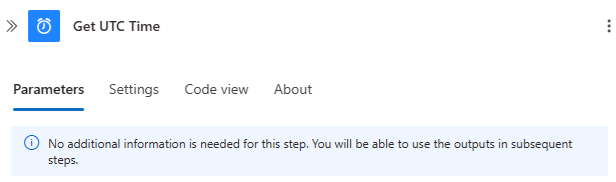 Get UTC Time
Parameters Settings Code view About
No additional information is needed for this step. You will be able to use the outputs in subsequent
steps.